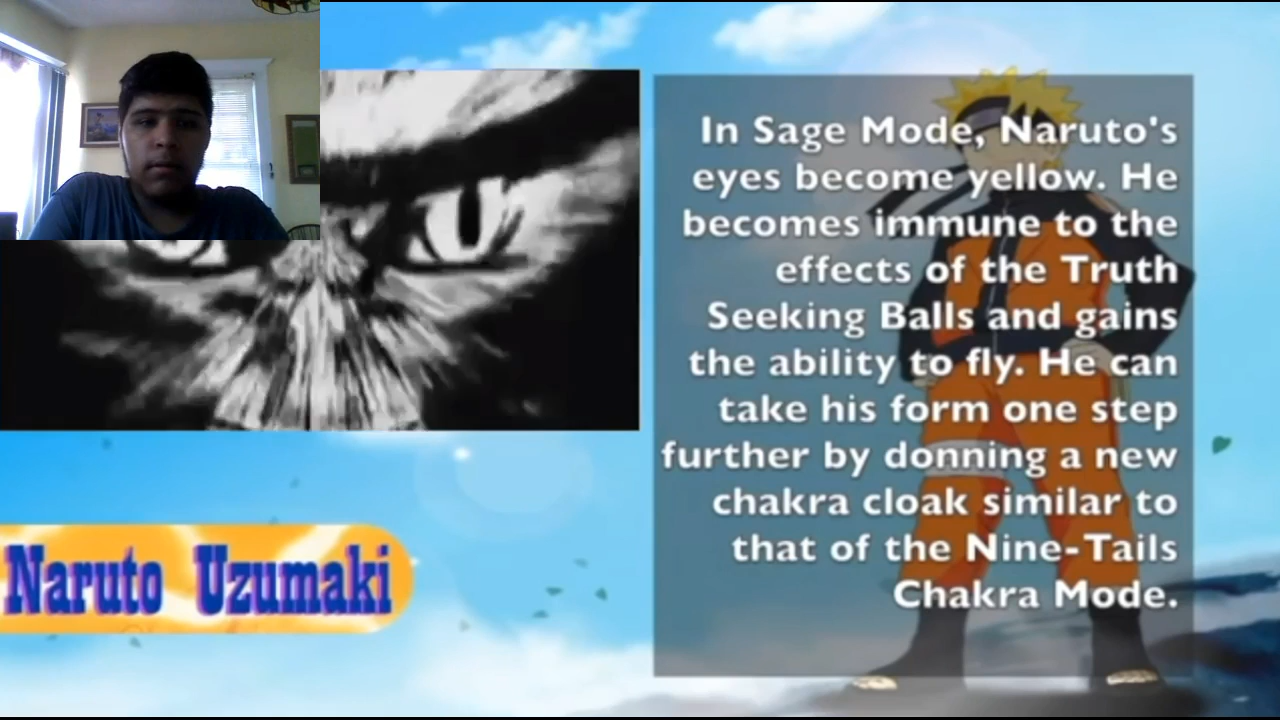 In Sage Mode, Naruto's
eyes become yellow. He
becomes immune to the
effects of the Truth
Seeking Balls and gains
the ability to fly. He can
take his form one step
further by donning a new
chakra cloak similar to
that of the Nine-Tails
Chakra Mode.
Naruto Uzumaki